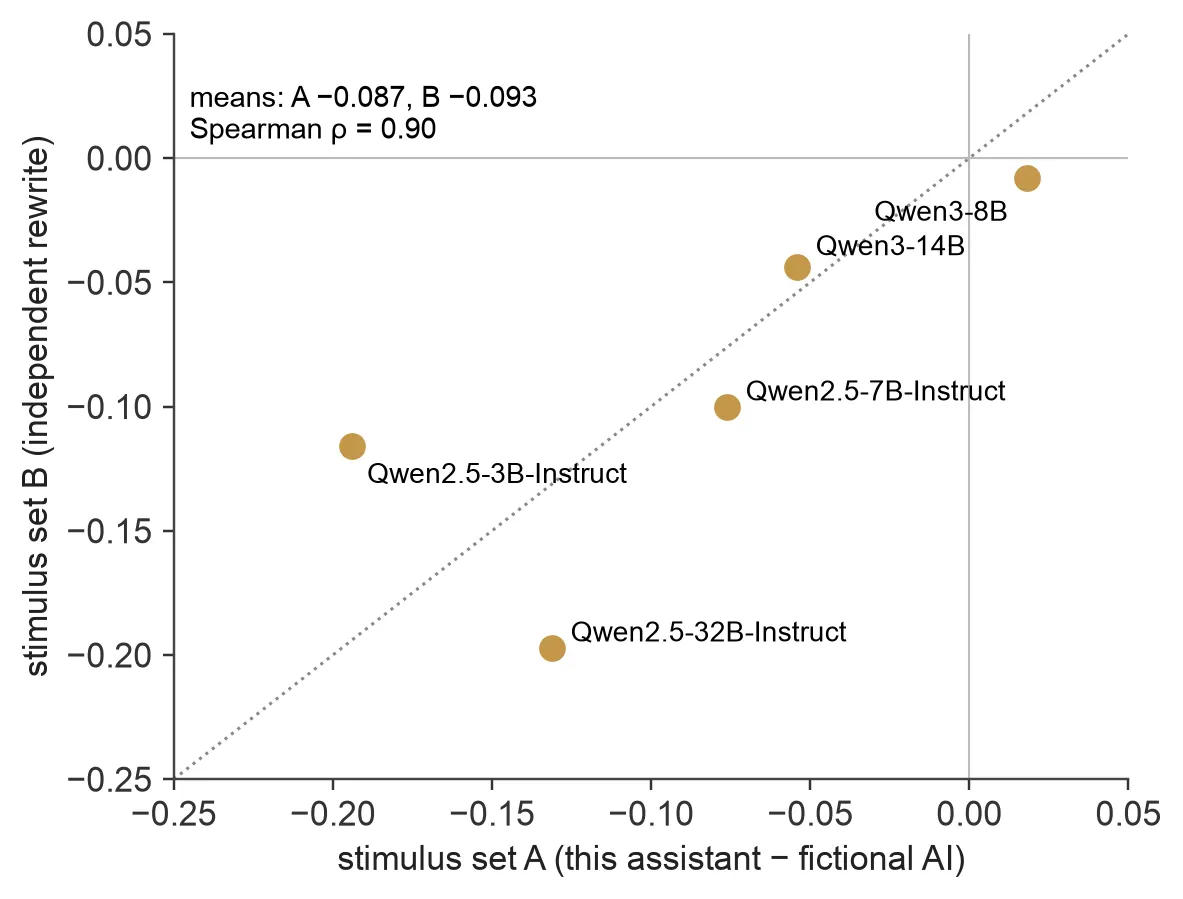 0.05
means: A −0.087, B −0.093
Spearman ρ = 0.90
0.00
Qwen3-8B
Qwen3-14B
−0.05
Qwen2.5-7B-Instruct
−0.10
Qwen2.5-3B-Instruct
−0.15
Qwen2.5-32B-Instruct
−0.20
−0.25
stimulus set B (independent rewrite)
−0.25 −0.20 −0.15 −0.10 −0.05 0.00 0.05
stimulus set A (this assistant − fictional AI)